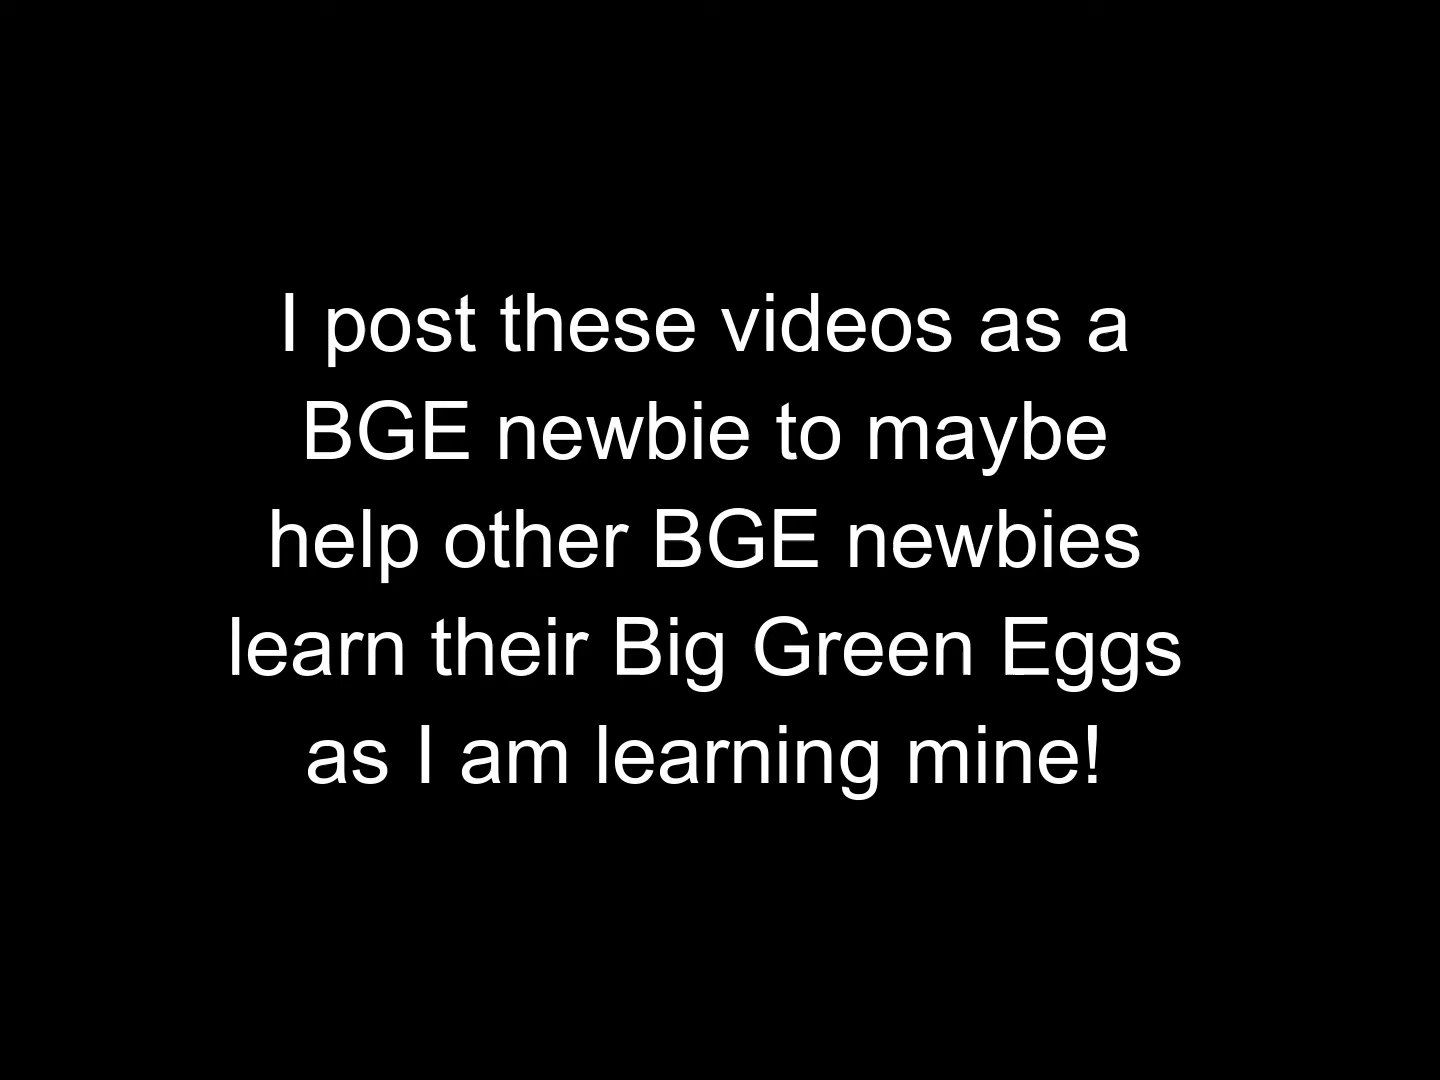 I post these videos as a
BGE newbie to maybe
help other BGE newbies
learn their Big Green Eggs
as I am learning mine!